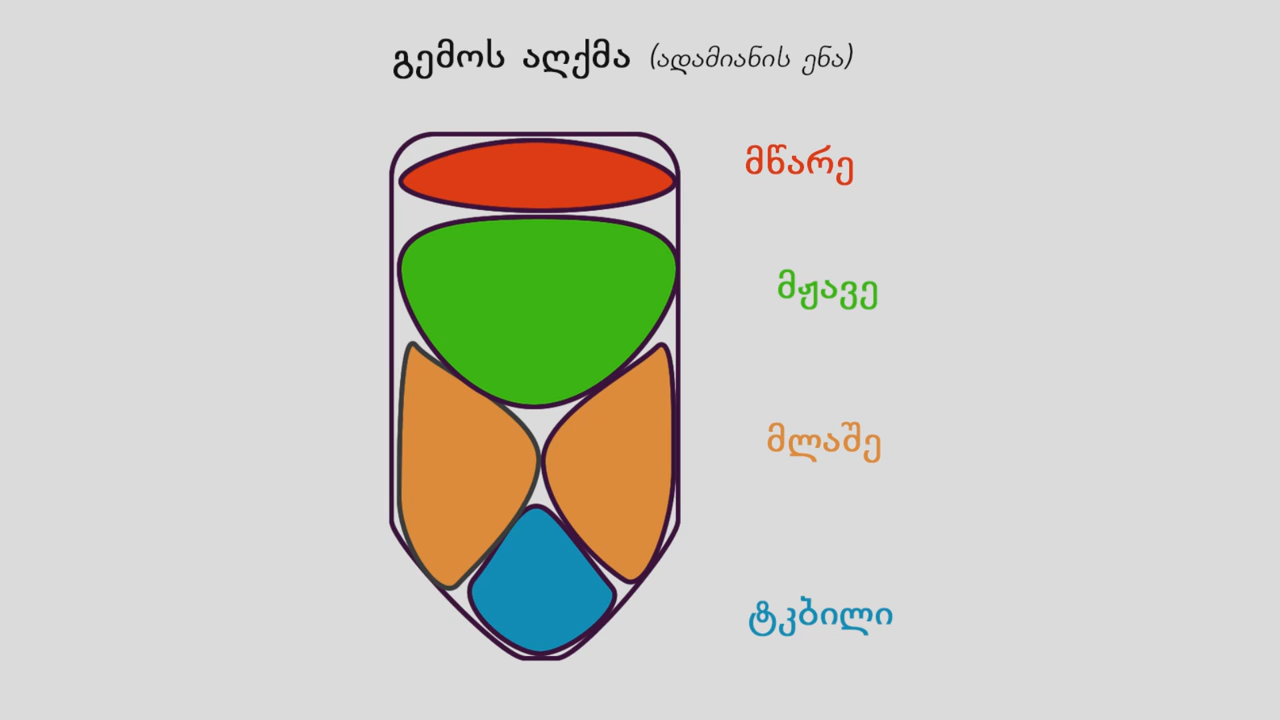 გემოს აღქმა (ადამიანის ენა)
მწარე
მჟავე
მლაშე
ტკბილი